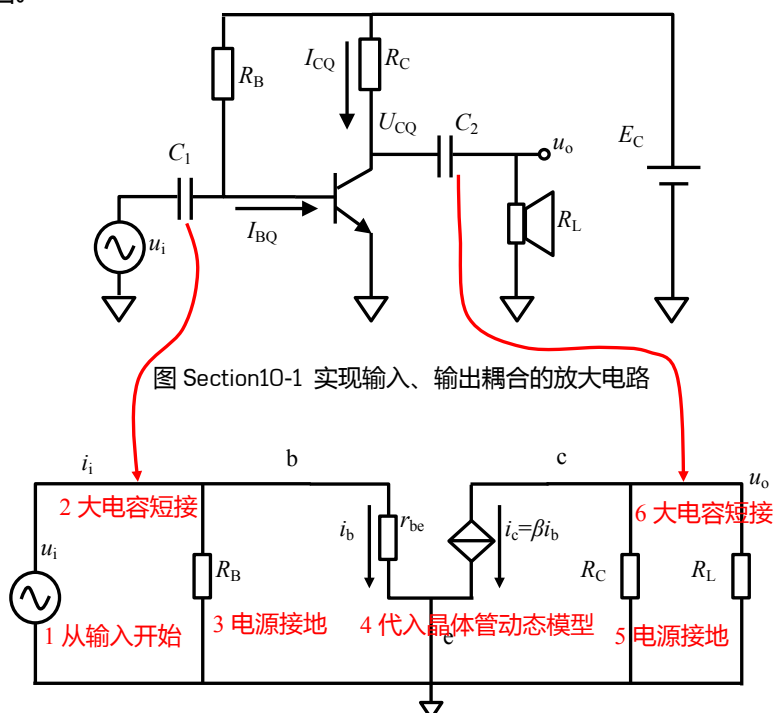 I_CQ
R_B
R_C
U_CQ
C_1
C_2
u_o
E_C
u_i
I_BQ
R_L
图 Section10-1 实现输入、输出耦合的放大电路
i_i
b
c
u_o
2 大电容短接
6 大电容短接
u_i
i_b
r_be
i_c=βi_b
R_B
R_C
R_L
1 从输入开始
3 电源接地
4 代入晶体管动态模型
e
5 电源接地